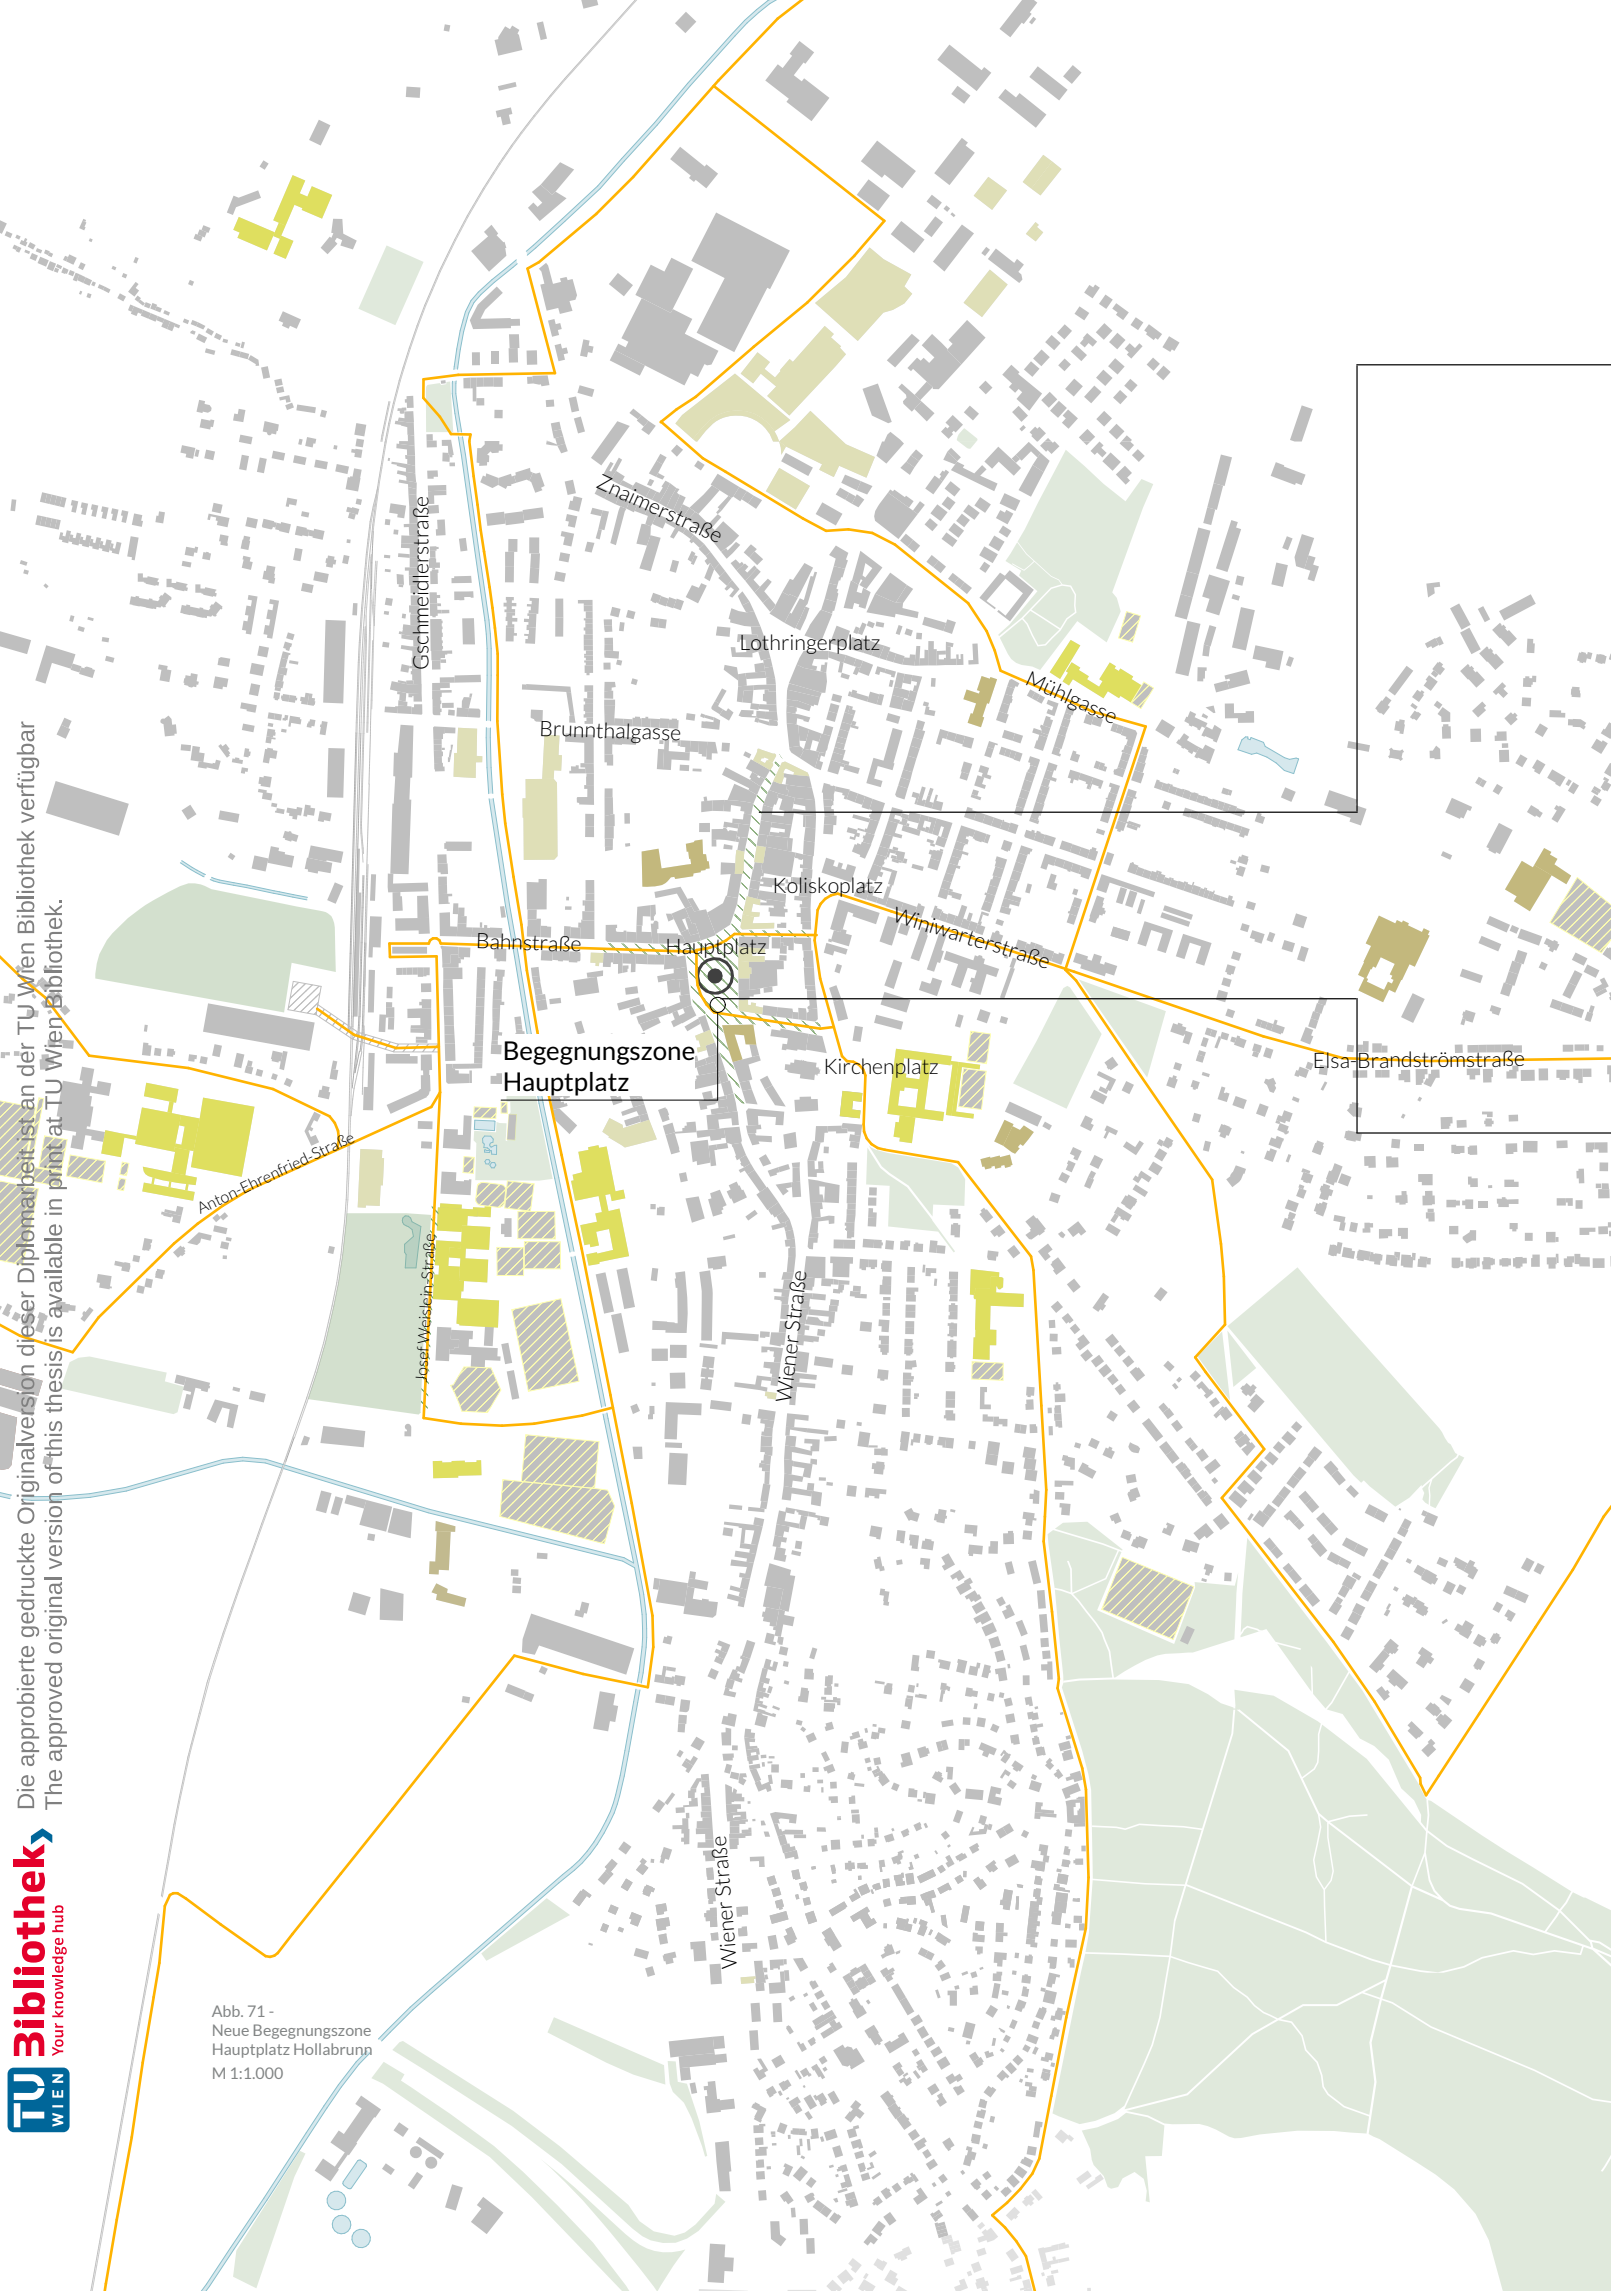 Znaimerstraße
Gschmeidlerstraße
Lothringerplatz
Mühlgasse
Brunnthalgasse
Koliskoplatz
Winiwarterstraße
Bahnstraße
Hauptplatz
Begegnungszone
Hauptplatz
Kirchenplatz
Elsa-Brandströmstraße
Anton-Ehrenfried-Straße
Josef Weislein-Straße
Wiener Straße
Wiener Straße
Abb. 71 -
Neue Begegnungszone
Hauptplatz Hollabrunn
M 1:1.000
Die approbierte gedruckte Originalversion dieser Diplomarbeit ist an der TU Wien Bibliothek verfügbar
The approved original version of this thesis is available in print at TU Wien Bibliothek.
TU
WIEN
Bibliothek
Your knowledge hub